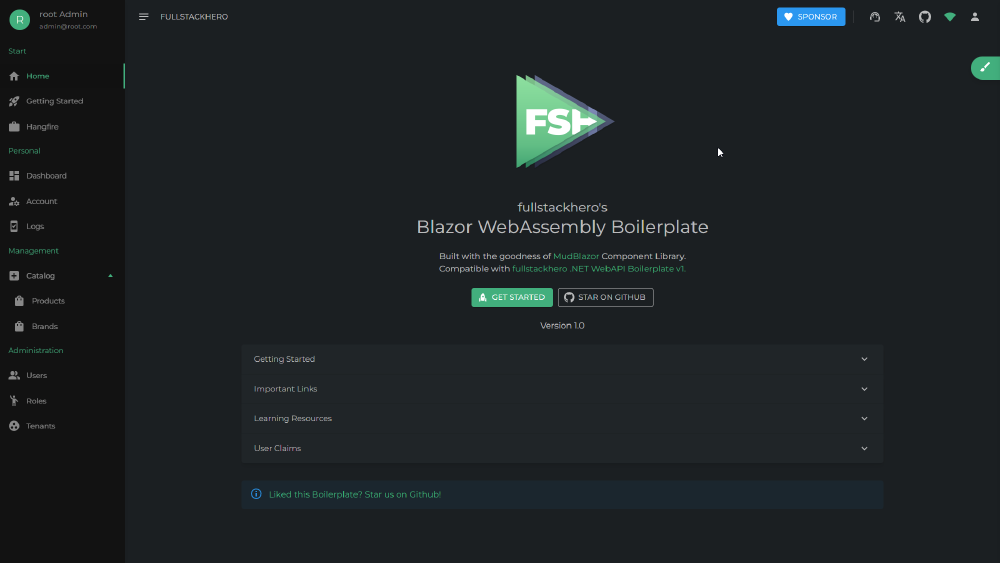 R
root Admin
admin@root.com
Start
Home
Getting Started
Hangfire
Personal
Dashboard
Account
Logs
Management
Catalog
Products
Brands
Administration
Users
Roles
Tenants
FULLSTACKHERO
SPONSOR
FSH
fullstackhero's
Blazor WebAssembly Boilerplate
Built with the goodness of MudBlazor Component Library.
Compatible with fullstackhero .NET WebAPI Boilerplate v1.
GET STARTED
STAR ON GITHUB
Version 1.0
Getting Started
Important Links
Learning Resources
User Claims
Liked this Boilerplate? Star us on Github!